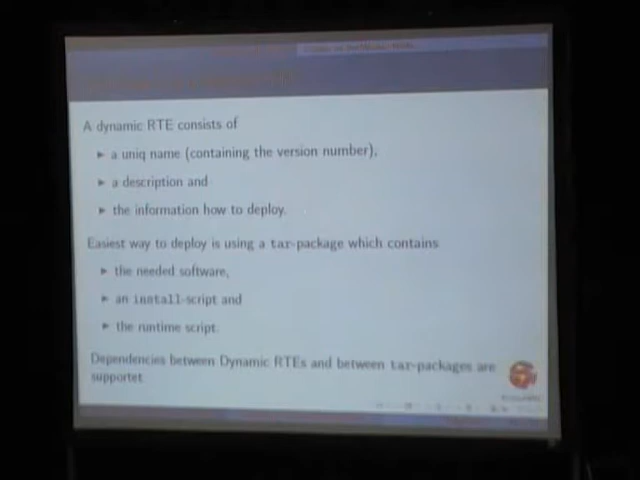 A dynamic RTE consists of
a uniq name (containing the version number),
a description and
the information how to deploy.
Easiest way to deploy is using a tar-package which contains
the needed software,
an install-script and
the runtime script.
Dependencies between Dynamic RTEs and between tar-packages are
supportet